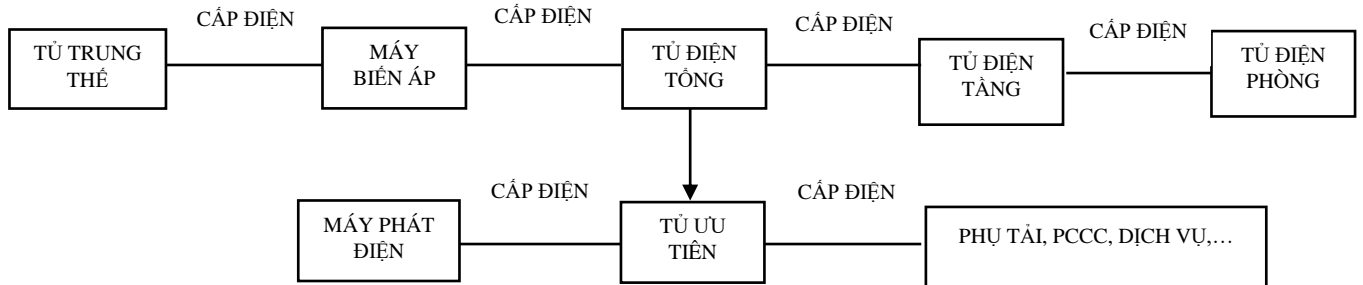 CẤP ĐIỆN
CẤP ĐIỆN
CẤP ĐIỆN
CẤP ĐIỆN
TỦ TRUNG
THẾ
MÁY
BIẾN ÁP
TỦ ĐIỆN
TỔNG
TỦ ĐIỆN
TẦNG
TỦ ĐIỆN
PHÒNG
CẤP ĐIỆN
CẤP ĐIỆN
MÁY PHÁT
ĐIỆN
TỦ ƯU
TIÊN
PHỤ TẢI, PCCC, DỊCH VỤ,…